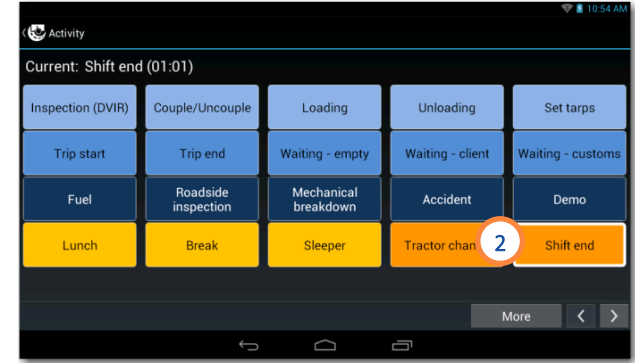 10:54 AM
Activity
Current: Shift end (01:01)
Inspection (DVIR) Couple/Uncouple Loading Unloading Set tarps
Trip start Trip end Waiting - empty Waiting - client Waiting - customs
Fuel Roadside inspection Mechanical breakdown Accident Demo
Lunch Break Sleeper Tractor chan 2 Shift end
More